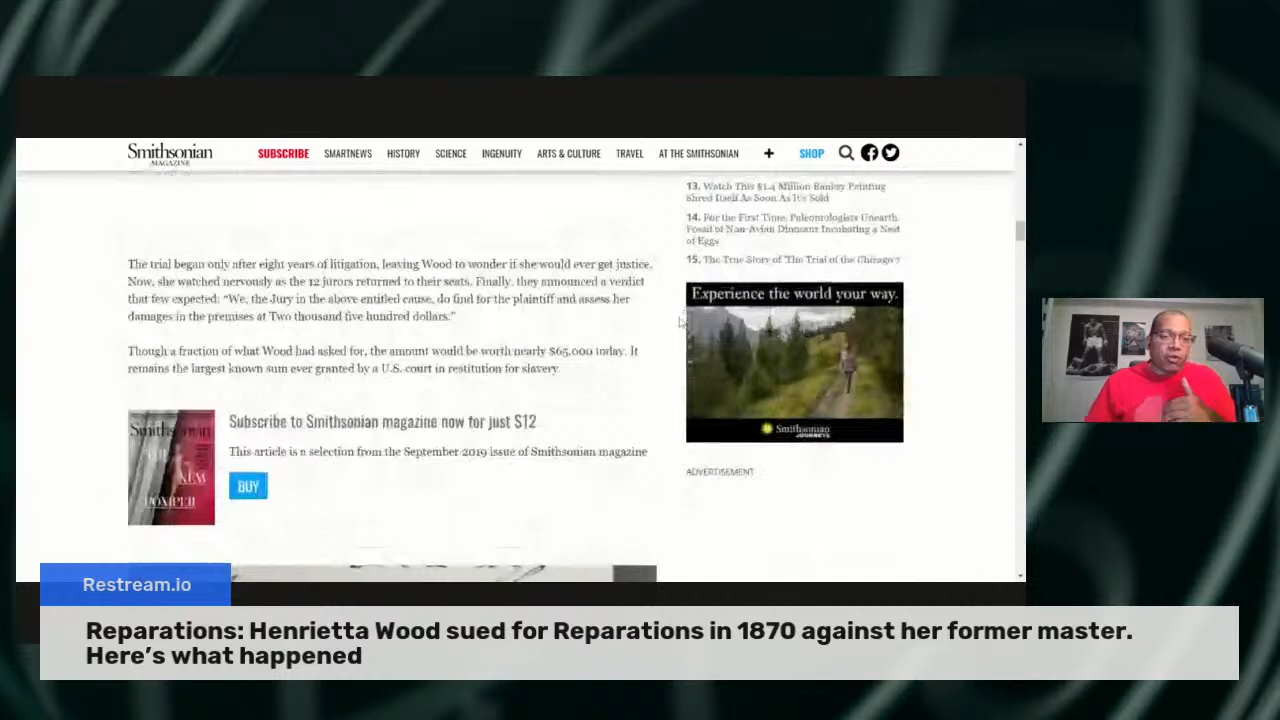 Smithsonian
MAGAZINE
SUBSCRIBE SMARTNEWS HISTORY SCIENCE INGENUITY ARTS & CULTURE TRAVEL AT THE SMITHSONIAN + SHOP
13. Watch This $1.4 Million Banksy Painting
Shred Itself As Soon As It's Sold
14. For the First Time, Paleontologists Unearth
Fossil of Non-Avian Dinosaur Incubating a Nest
of Eggs
15. The True Story of 'The Trial of the Chicago 7
The trial began only after eight years of litigation, leaving Wood to wonder if she would ever get justice.
Now, she watched nervously as the 12 jurors returned to their seats. Finally, they announced a verdict
that few expected: “We, the Jury in the above entitled cause, do find for the plaintiff and assess her
damages in the premises at Two thousand five hundred dollars.”
Though a fraction of what Wood had asked for, the amount would be worth nearly $65,000 today. It
remains the largest known sum ever granted by a U.S. court in restitution for slavery.
Experience the world your way.
Smithsonian
JOURNEYS
ADVERTISEMENT
Smithsonian
NEW
POMPEII
Subscribe to Smithsonian magazine now for just $12
This article is a selection from the September 2019 issue of Smithsonian magazine
BUY
Restream.io
Reparations: Henrietta Wood sued for Reparations in 1870 against her former master.
Here’s what happened